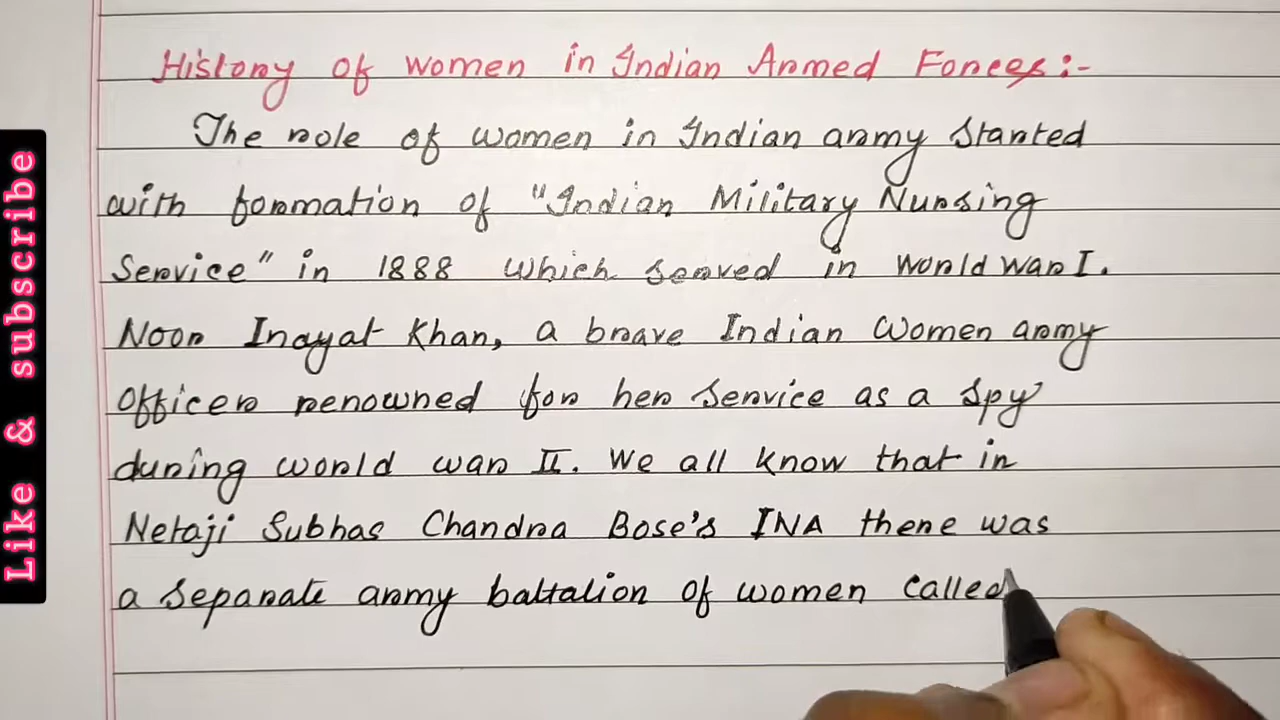 History of women in Indian Armed Forces:-
The role of women in Indian army started
with formation of "Indian Military Nursing
Service" in 1888 which served in world war I.
Noor Inayat Khan, a brave Indian Women army
officer renowned for her service as a spy
during world war II. We all know that in
Netaji Subhas Chandra Bose's INA there was
a separate army battalion of women called
Like & subscribe